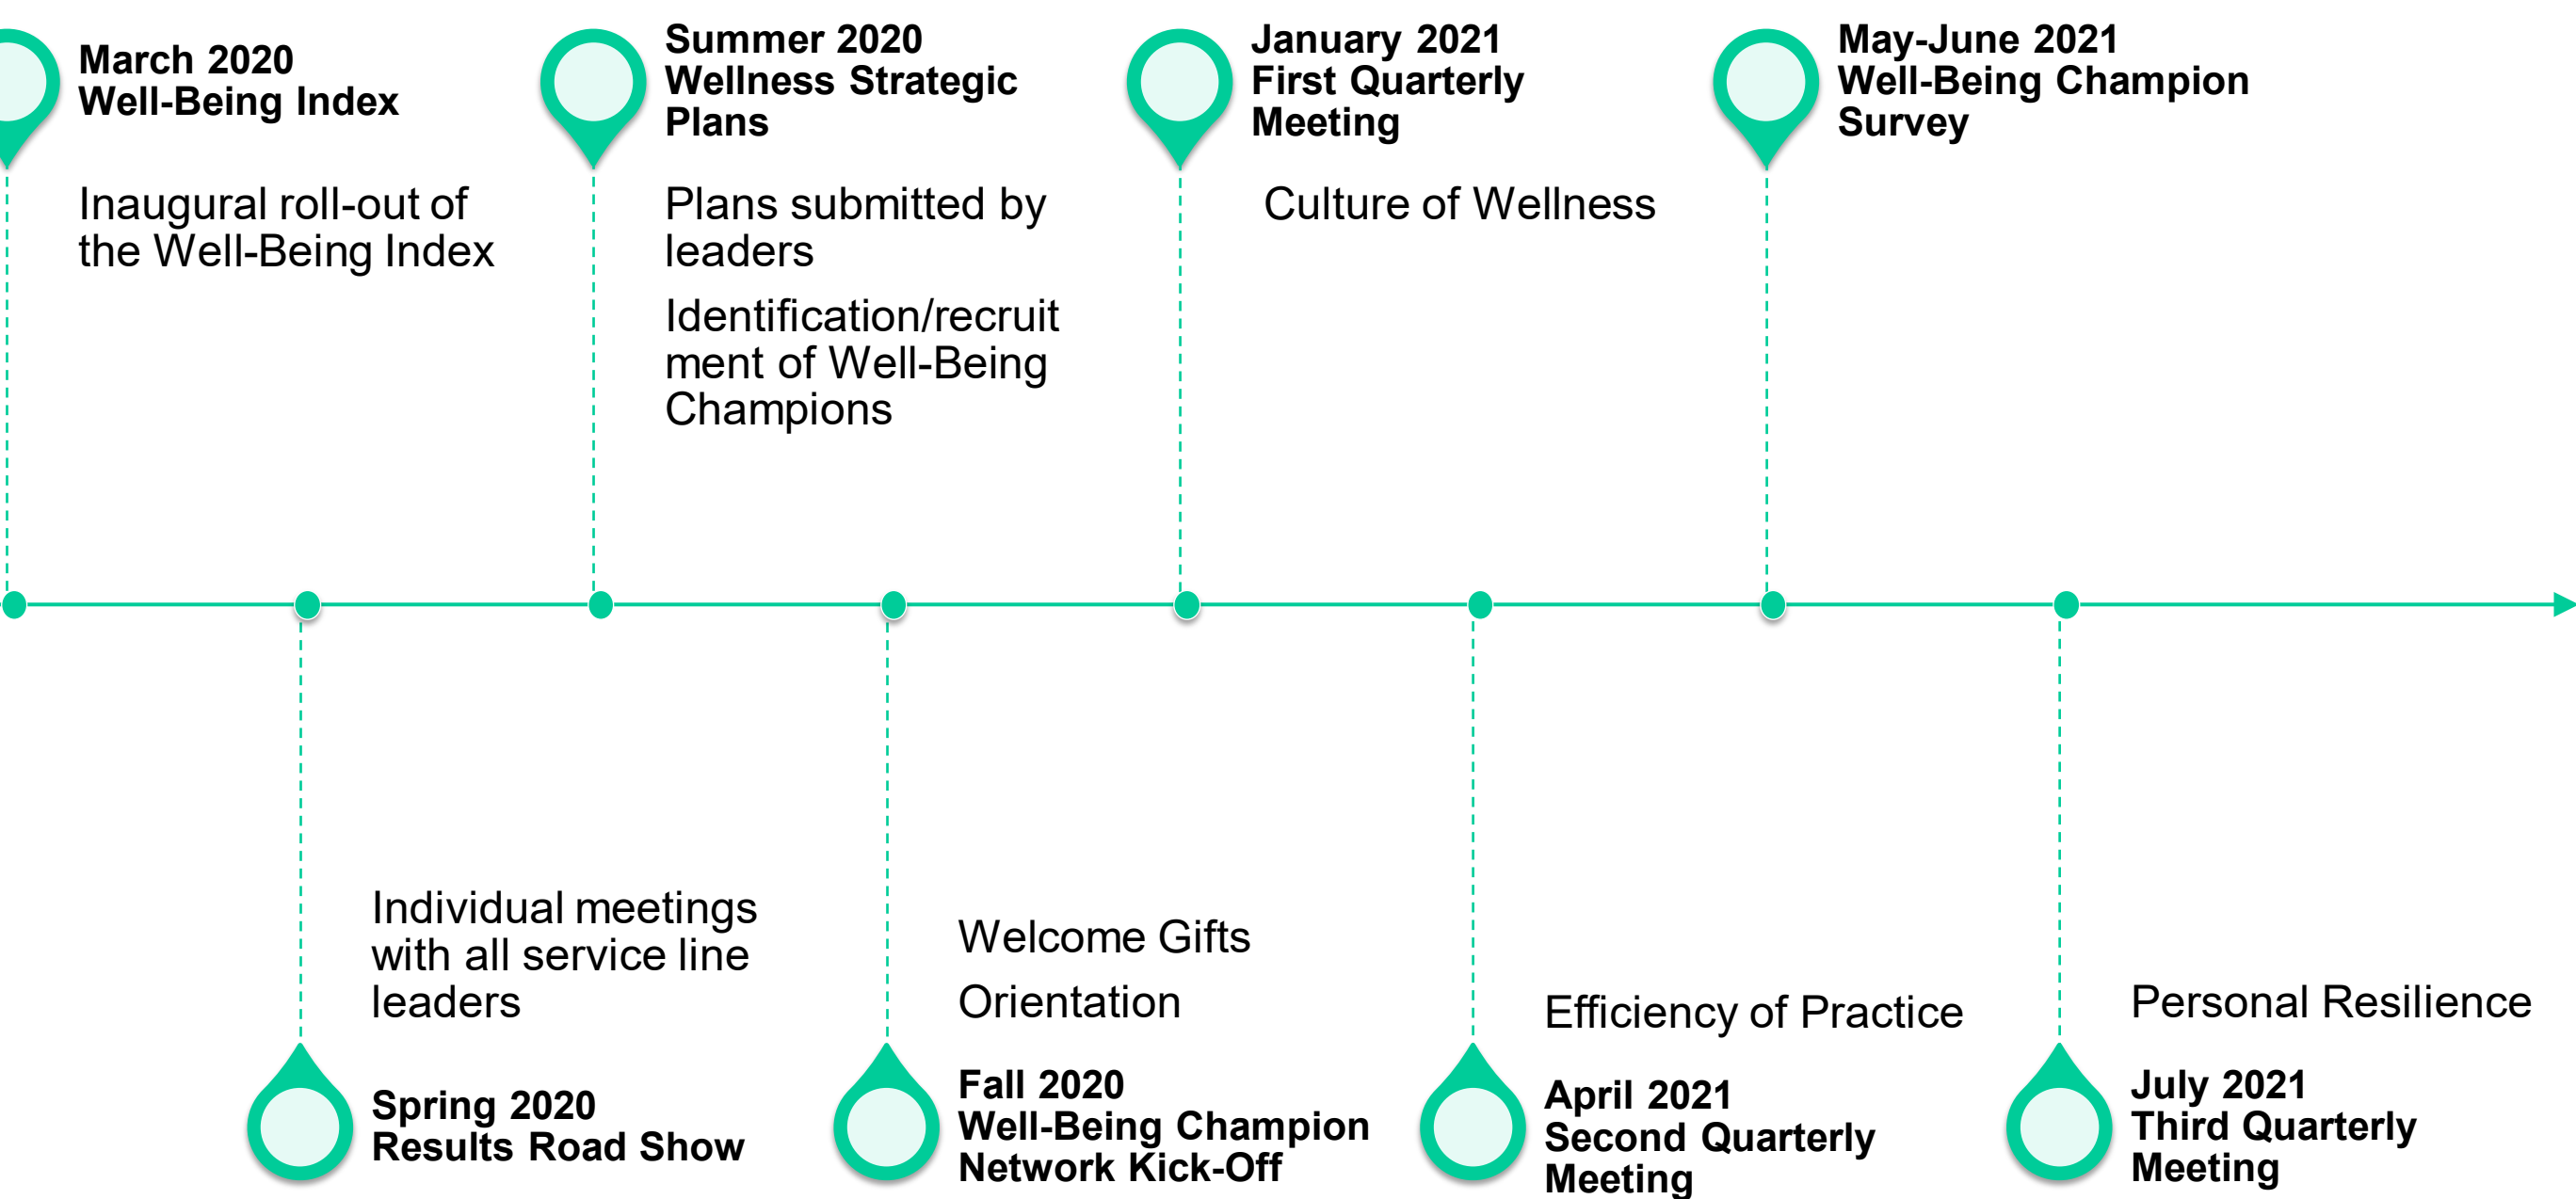 March 2020
Well-Being Index
Inaugural roll-out of
the Well-Being Index
Summer 2020
Wellness Strategic
Plans
Plans submitted by
leaders
Identification/recruit
ment of Well-Being
Champions
January 2021
First Quarterly
Meeting
Culture of Wellness
May-June 2021
Well-Being Champion
Survey
Individual meetings
with all service line
leaders
Spring 2020
Results Road Show
Welcome Gifts
Orientation
Fall 2020
Well-Being Champion
Network Kick-Off
Efficiency of Practice
April 2021
Second Quarterly
Meeting
Personal Resilience
July 2021
Third Quarterly
Meeting